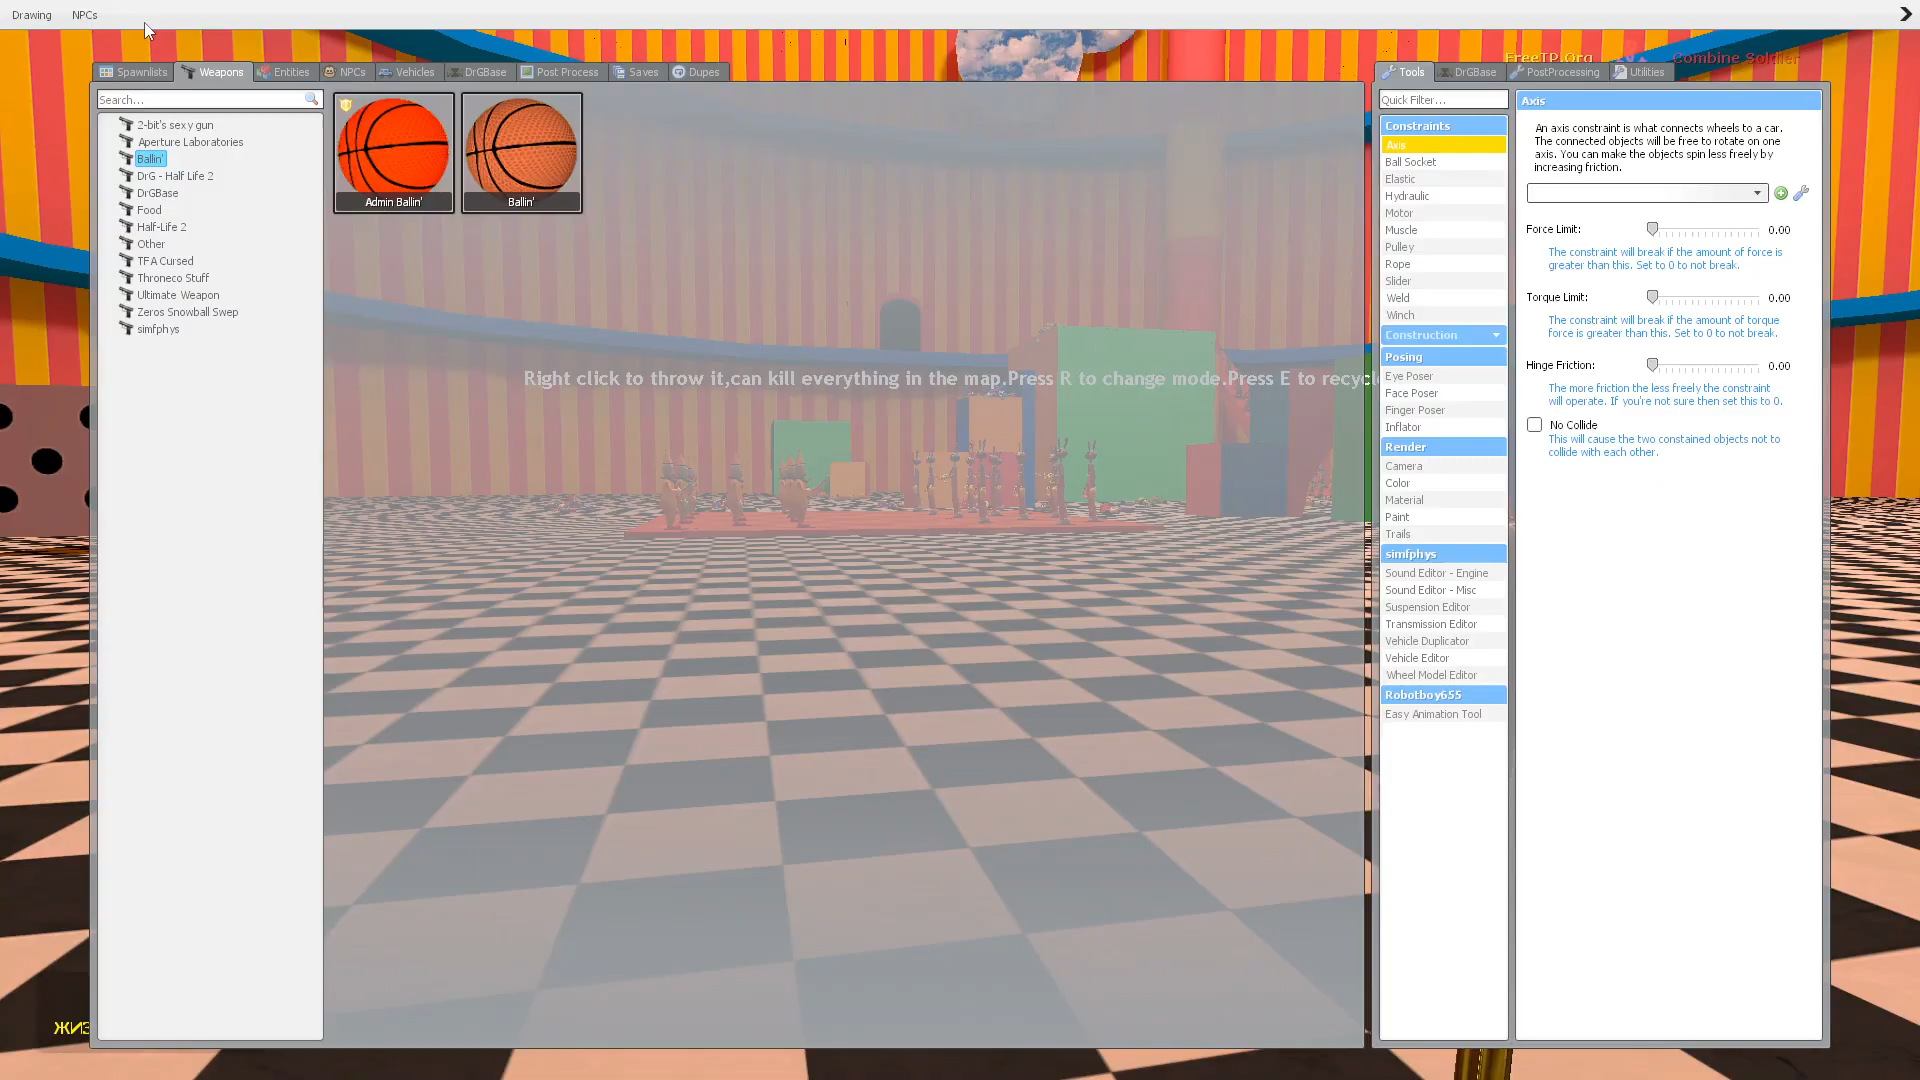 Drawing NPCs
FreeTP.Org Combine Soldier
Spawnlists Weapons Entities NPCs Vehicles DrGBase Post Process Saves Dupes
Search...
2-bit's sexy gun
Aperture Laboratories
Ballin'
DrG - Half Life 2
DrGBase
Food
Half-Life 2
Other
TFA Cursed
Throneco Stuff
Ultimate Weapon
Zeros Snowball Swep
simfphys
Admin Ballin'
Ballin'
Right click to throw it,can kill everything in the map.Press R to change mode.Press E to recycl
ЖИЗ
Tools DrGBase PostProcessing Utilities
Quick Filter...
Constraints
Axis
Ball Socket
Elastic
Hydraulic
Motor
Muscle
Pulley
Rope
Slider
Weld
Winch
Construction
Posing
Eye Poser
Face Poser
Finger Poser
Inflator
Render
Camera
Color
Material
Paint
Trails
simfphys
Sound Editor - Engine
Sound Editor - Misc
Suspension Editor
Transmission Editor
Vehicle Duplicator
Vehicle Editor
Wheel Model Editor
Robotboy655
Easy Animation Tool
Axis
An axis constraint is what connects wheels to a car.
The connected objects will be free to rotate on one
axis. You can make the objects spin less freely by
increasing friction.
Force Limit: 0.00
The constraint will break if the amount of force is
greater than this. Set to 0 to not break.
Torque Limit: 0.00
The constraint will break if the amount of torque
force is greater than this. Set to 0 to not break.
Hinge Friction: 0.00
The more friction the less freely the constraint
will operate. If you're not sure then set this to 0.
No Collide
This will cause the two constained objects not to
collide with each other.